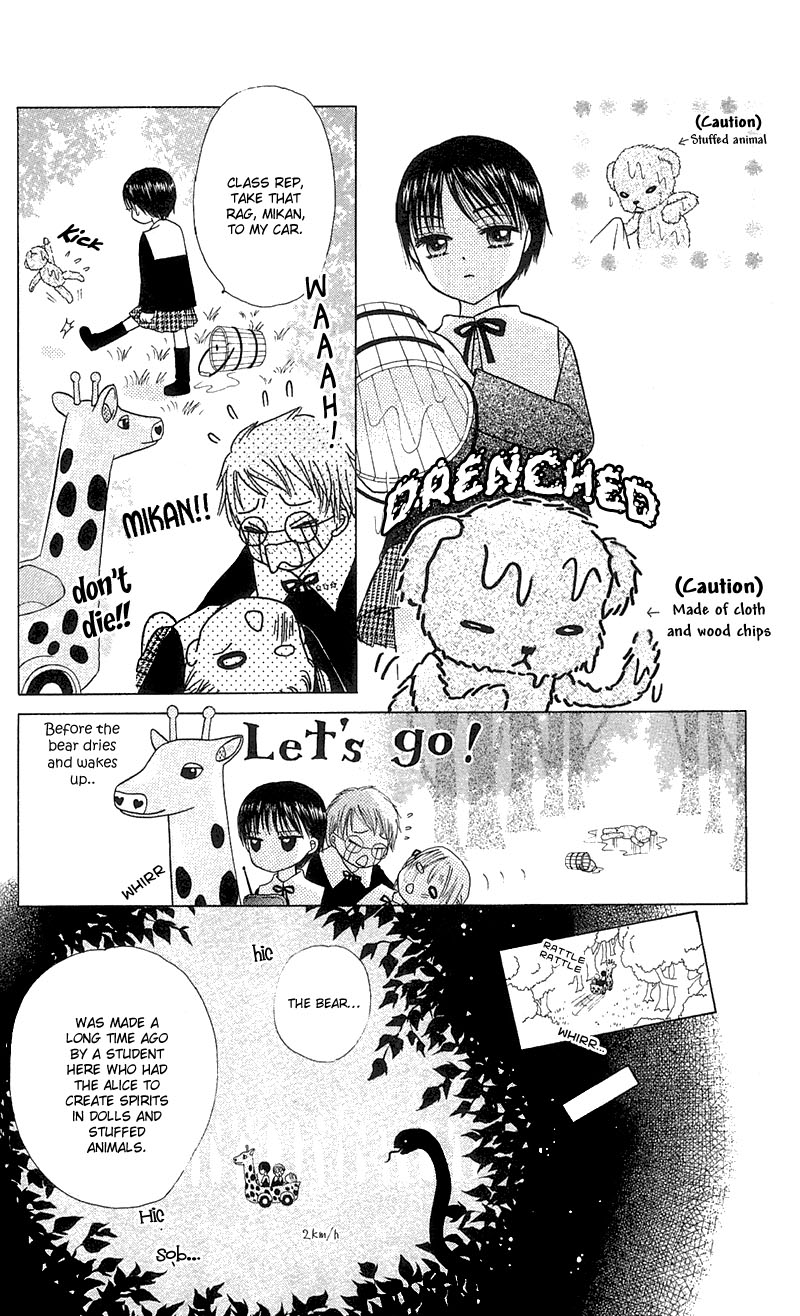 (Caution)
Stuffed animal
DRENCHED
(Caution)
Made of cloth
and wood chips
CLASS REP,
TAKE THAT
RAG, MIKAN,
TO MY CAR.
Kick
WAAAH!
MIKAN!!
don't
die!!
Before the
bear dries
and wakes
up..
Let's go!
WHIRR
RATTLE
RATTLE
WHIRR...
hic
THE BEAR...
WAS MADE A
LONG TIME AGO
BY A STUDENT
HERE WHO HAD
THE ALICE TO
CREATE SPIRITS
IN DOLLS AND
STUFFED
ANIMALS.
2km/h
Hic
sob...